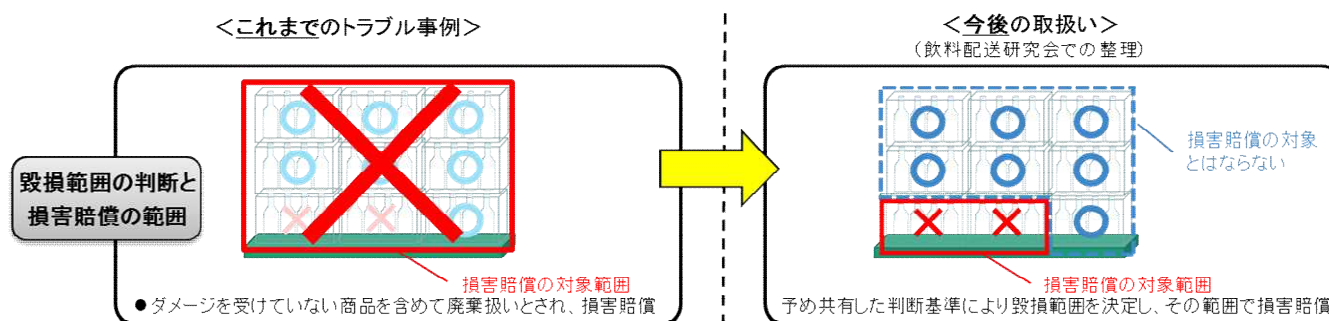 <これまでのトラブル事例>
<今後の取扱い>
(飲料配送研究会での整理)
毀損範囲の判断と
損害賠償の範囲
損害賠償の対象範囲
●ダメージを受けていない商品を含めて廃棄扱いとされ、損害賠償
損害賠償の対象
とはならない
損害賠償の対象範囲
予め共有した判断基準により毀損範囲を決定し、その範囲で損害賠償